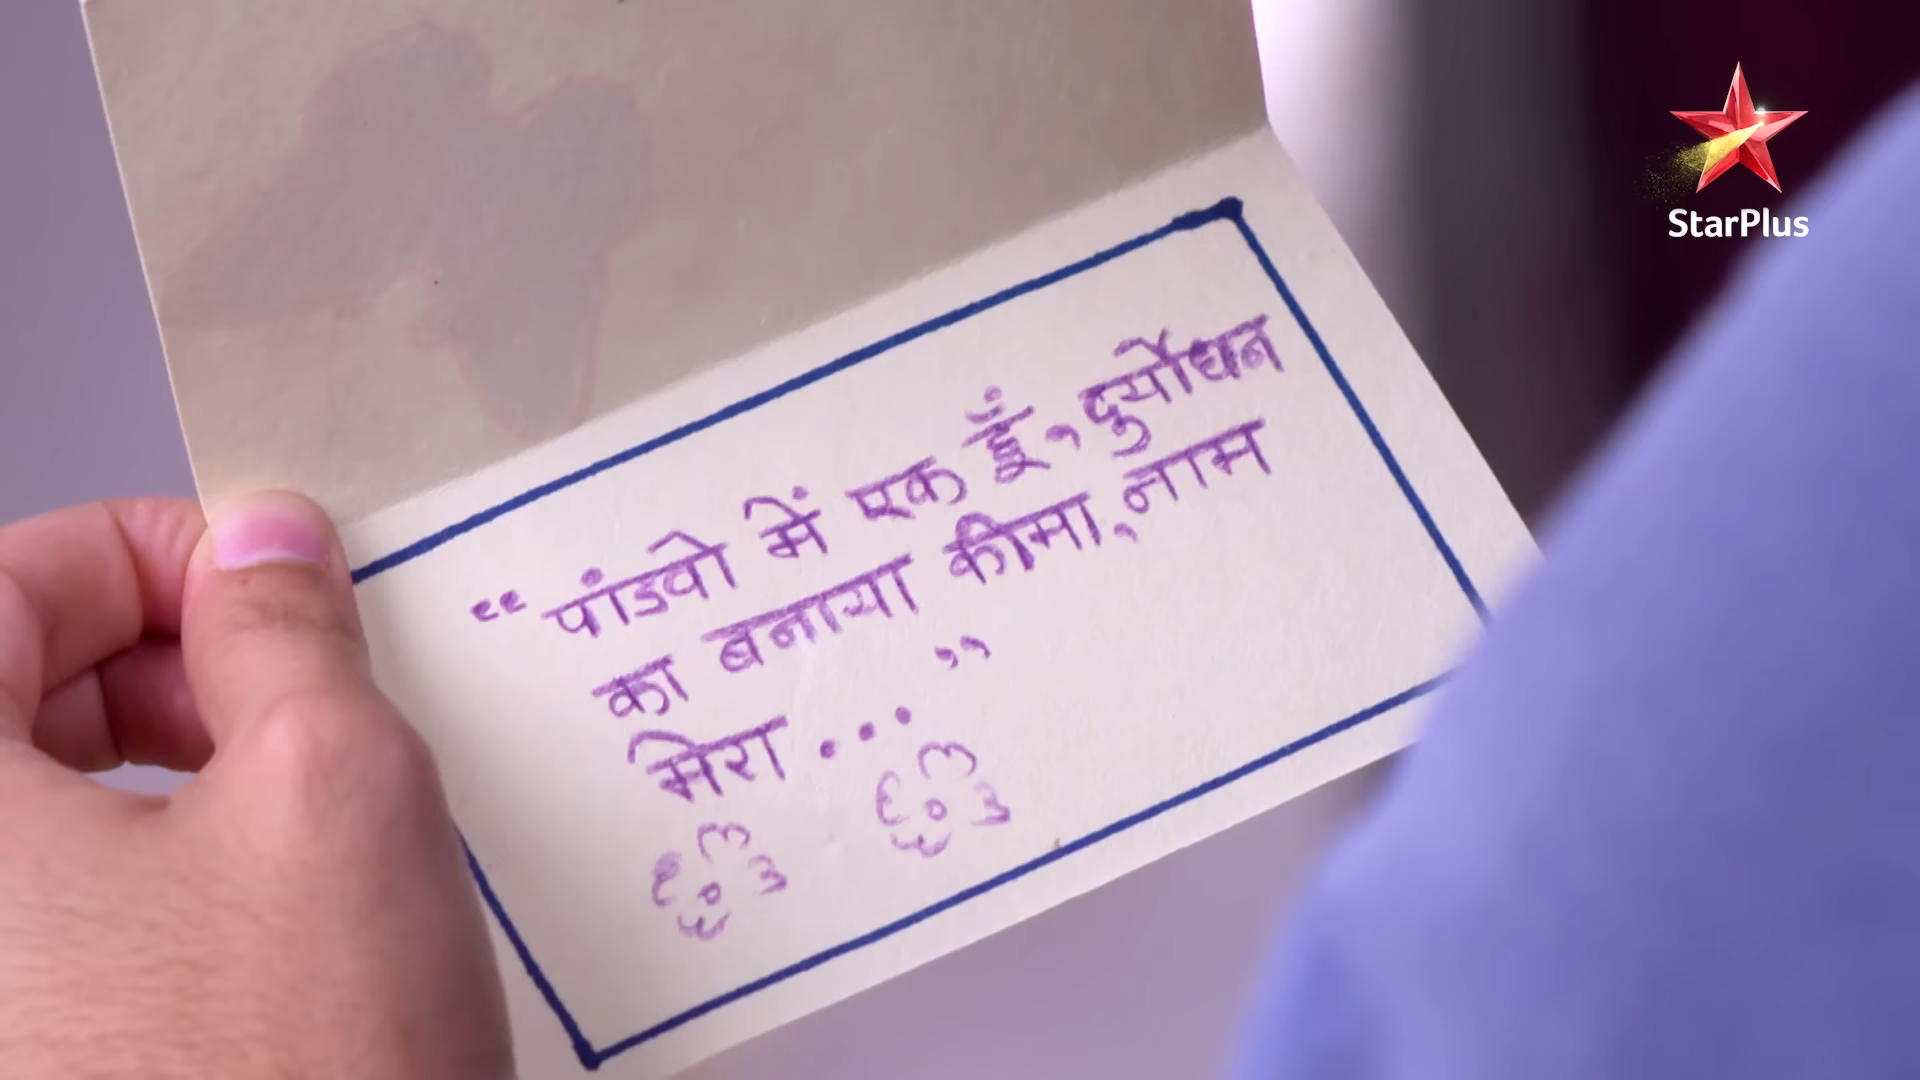 StarPlus
“ पांडवो में एक हूँ, दुर्योधन
का बनाया कीमा, नाम
मेरा... ”